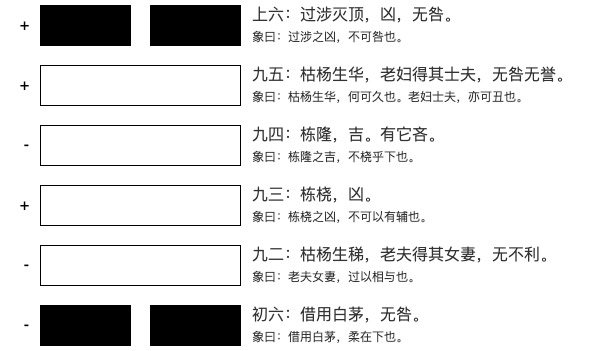 +
上六：过涉灭顶，凶，无咎。
象曰：过涉之凶，不可咎也。
+
九五：枯杨生华，老妇得其士夫，无咎无誉。
象曰：枯杨生华，何可久也。老妇士夫，亦可丑也。
-
九四：栋隆，吉。有它吝。
象曰：栋隆之吉，不桡乎下也。
+
九三：栋桡，凶。
象曰：栋桡之凶，不可以有辅也。
-
九二：枯杨生稊，老夫得其女妻，无不利。
象曰：老夫女妻，过以相与也。
-
初六：借用白茅，无咎。
象曰：借用白茅，柔在下也。